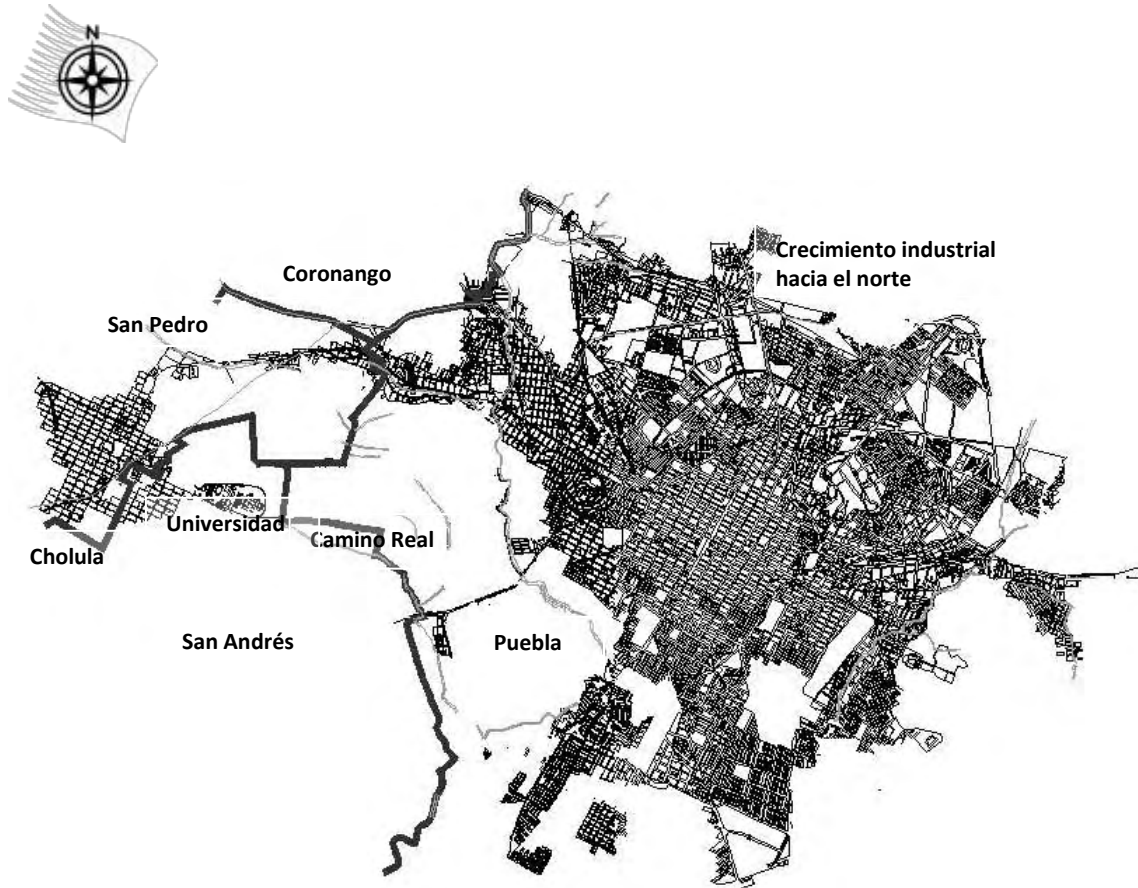 N
Crecimiento industrial
hacia el norte
Coronango
San Pedro
Universidad
Camino Real
Cholula
San Andrés
Puebla